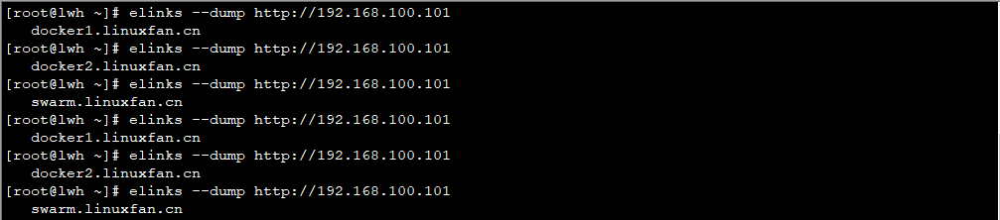 [root@lwh ~]# elinks --dump http://192.168.100.101
docker1.linuxfan.cn
[root@lwh ~]# elinks --dump http://192.168.100.101
docker2.linuxfan.cn
[root@lwh ~]# elinks --dump http://192.168.100.101
swarm.linuxfan.cn
[root@lwh ~]# elinks --dump http://192.168.100.101
docker1.linuxfan.cn
[root@lwh ~]# elinks --dump http://192.168.100.101
docker2.linuxfan.cn
[root@lwh ~]# elinks --dump http://192.168.100.101
swarm.linuxfan.cn